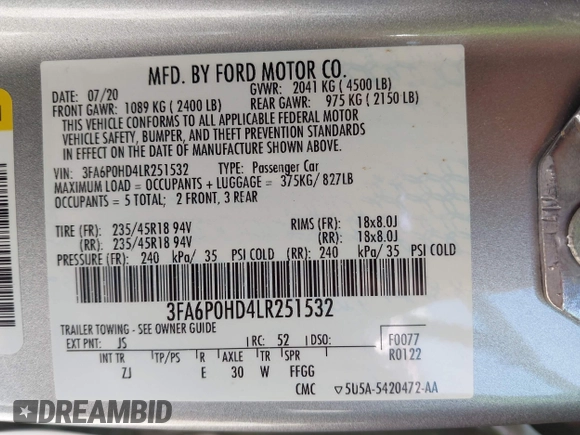 MFD. BY FORD MOTOR CO.
DATE: 07/20 GVWR: 2041 KG ( 4500 LB)
FRONT GAWR: 1089 KG ( 2400 LB) REAR GAWR: 975 KG ( 2150 LB)
THIS VEHICLE CONFORMS TO ALL APPLICABLE FEDERAL MOTOR
VEHICLE SAFETY, BUMPER, AND THEFT PREVENTION STANDARDS
IN EFFECT ON THE DATE OF MANUFACTURE SHOWN ABOVE.
VIN: 3FA6P0HD4LR251532 TYPE: Passenger Car
MAXIMUM LOAD = OCCUPANTS + LUGGAGE = 375KG/ 827LB
OCCUPANTS = 5 TOTAL; 2 FRONT, 3 REAR
TIRE (FR): 235/45R18 94V RIMS (FR): 18x8.0J
(RR): 235/45R18 94V (RR): 18x8.0J
PRESSURE (FR): 240 kPa/ 35 PSI COLD (RR): 240 kPa/ 35 PSI COLD
3FA6P0HD4LR251532
TRAILER TOWING - SEE OWNER GUIDE
EXT PNT: JS RC: 52 DSO: F0077
R0122
INT TR TP/PS R AXLE TR SPR
ZJ E 30 W FFGG
CMC ▽5U5A-5420472-AA
DREAMBID